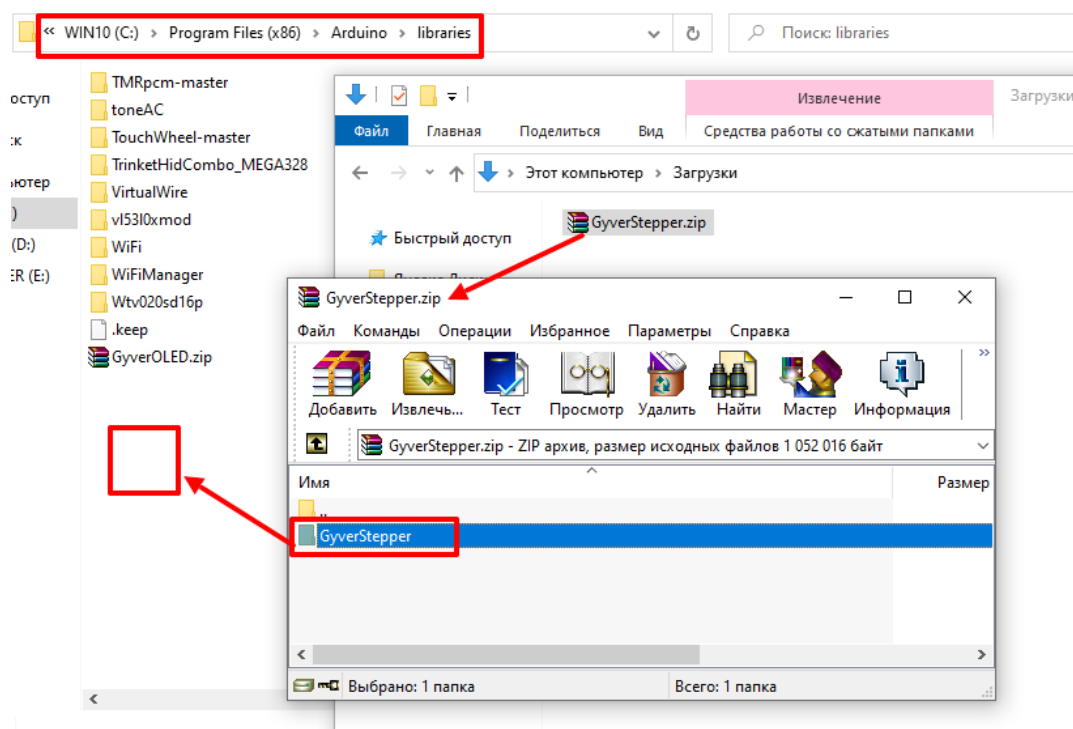 « WIN10 (C:) › Program Files (x86) › Arduino › libraries
Поиск: libraries
TMRpcm-master
toneAC
TouchWheel-master
TrinketHidCombo_MEGA328
VirtualWire
vl53l0xmod
WiFi
WiFiManager
Wtv020sd16p
.keep
GyverOLED.zip
(D:)
(E:)
Извлечение
Загрузки
Файл Главная Поделиться Вид Средства работы со сжатыми папками
Этот компьютер › Загрузки
Быстрый доступ
GyverStepper.zip
GyverStepper.zip
Файл Команды Операции Избранное Параметры Справка
Добавить Извлечь... Тест Просмотр Удалить Найти Мастер Информация
GyverStepper.zip - ZIP архив, размер исходных файлов 1 052 016 байт
Имя Размер
..
GyverStepper
Выбрано: 1 папка Всего: 1 папка